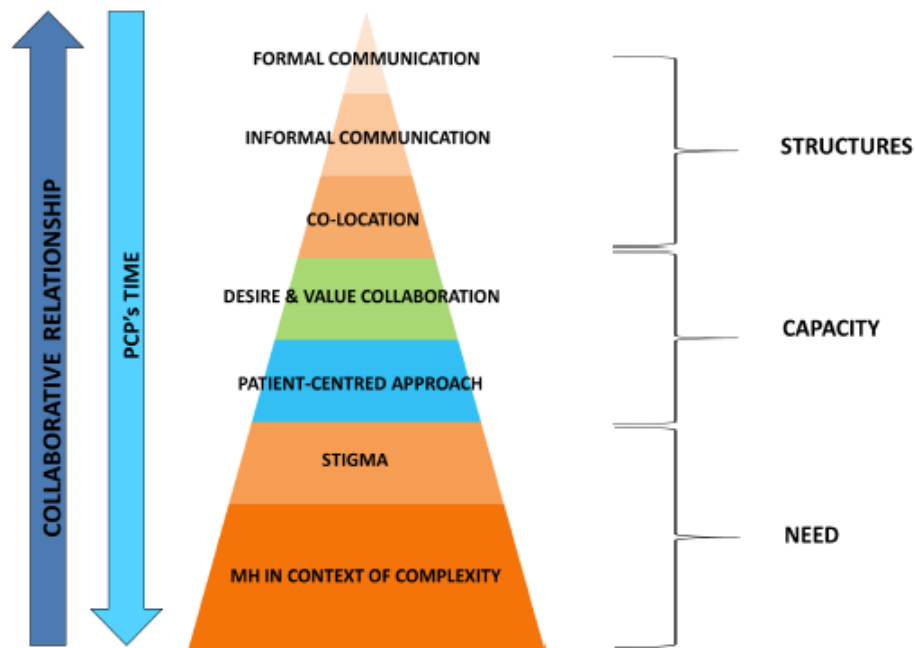 COLLABORATIVE RELATIONSHIP
PCP's TIME
FORMAL COMMUNICATION
INFORMAL COMMUNICATION
CO-LOCATION
DESIRE & VALUE COLLABORATION
PATIENT-CENTRED APPROACH
STIGMA
MH IN CONTEXT OF COMPLEXITY
STRUCTURES
CAPACITY
NEED